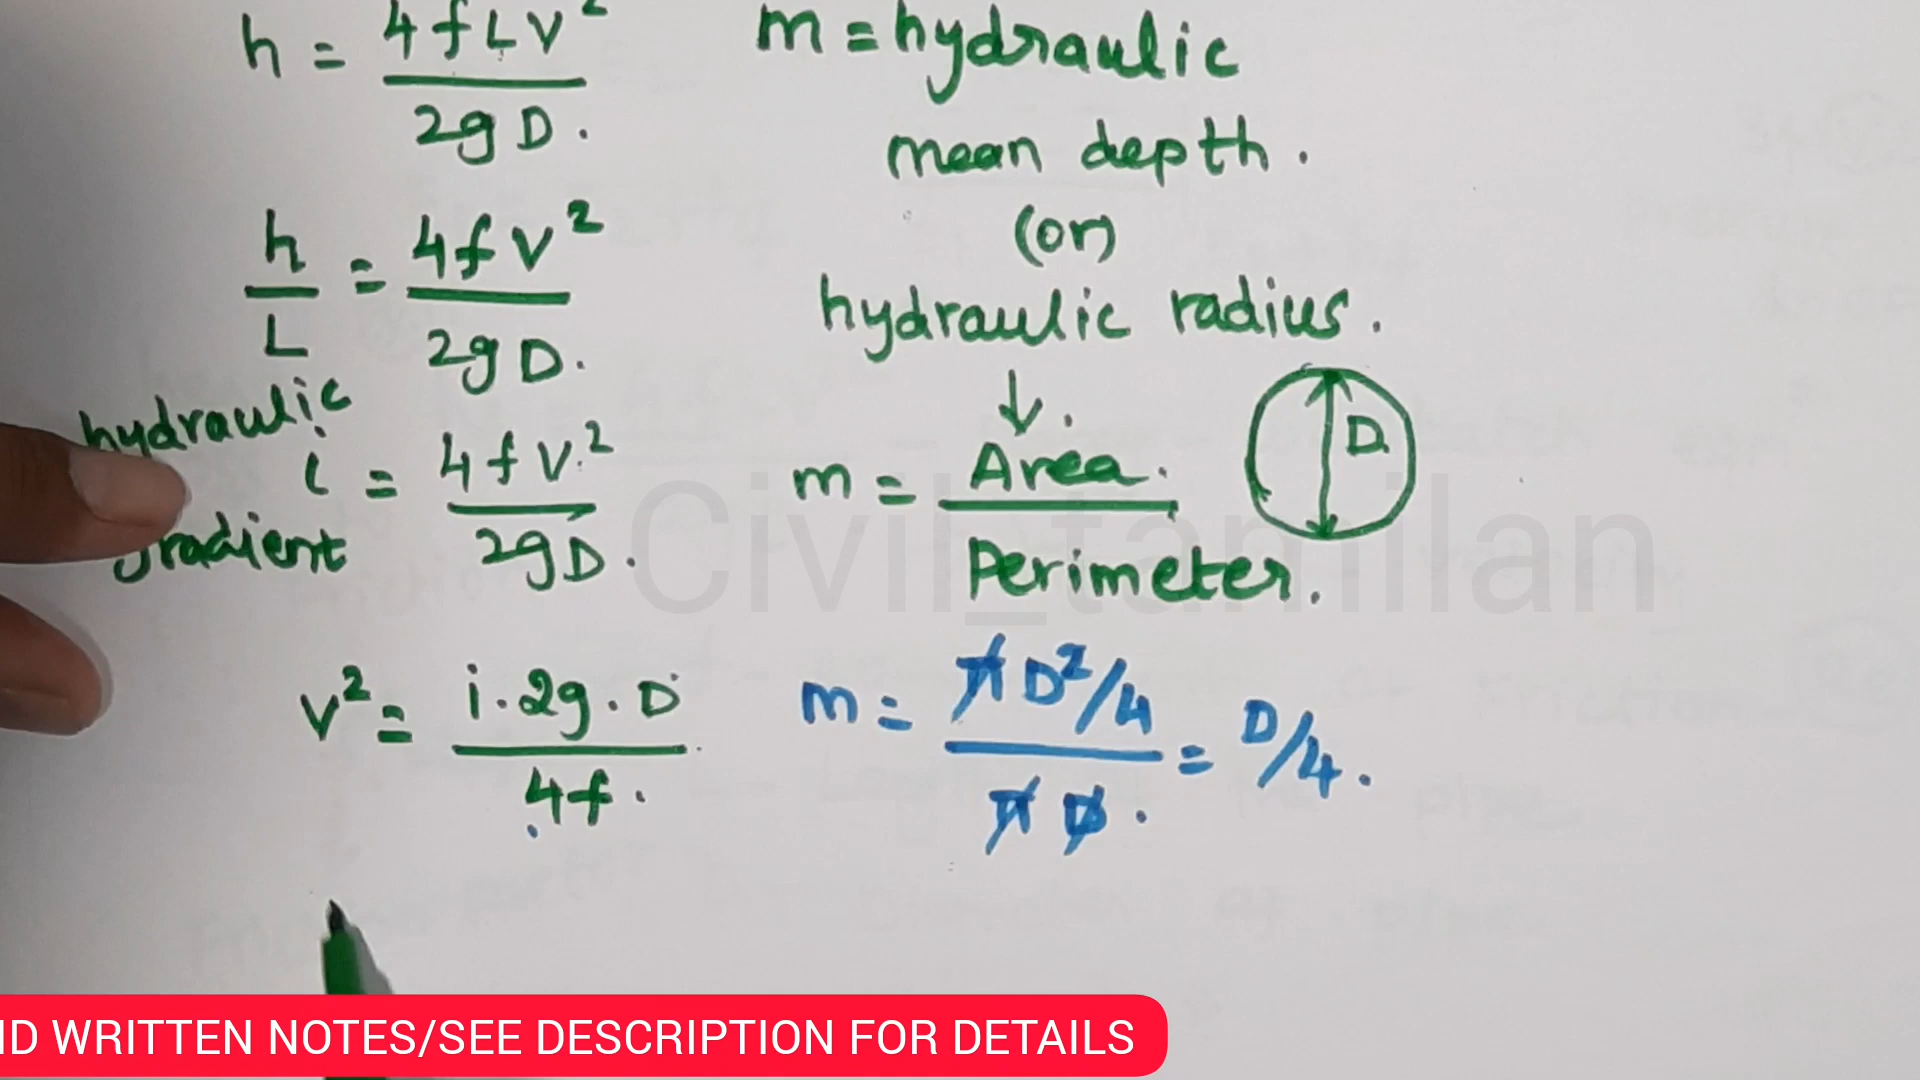 h = 4fLV²
2gD.
m = hydraulic
mean depth.
(or)
hydraulic radius.
h/L = 4fV²
2gD.
hydraulic
i = 4fV²
gradient
2gD.
↓.
m = Area.
Perimeter.
D
V² = i.2g.D
4f.
m = πD²/4
πD.
= D/4.
Civil_tamilan
ID WRITTEN NOTES/SEE DESCRIPTION FOR DETAILS